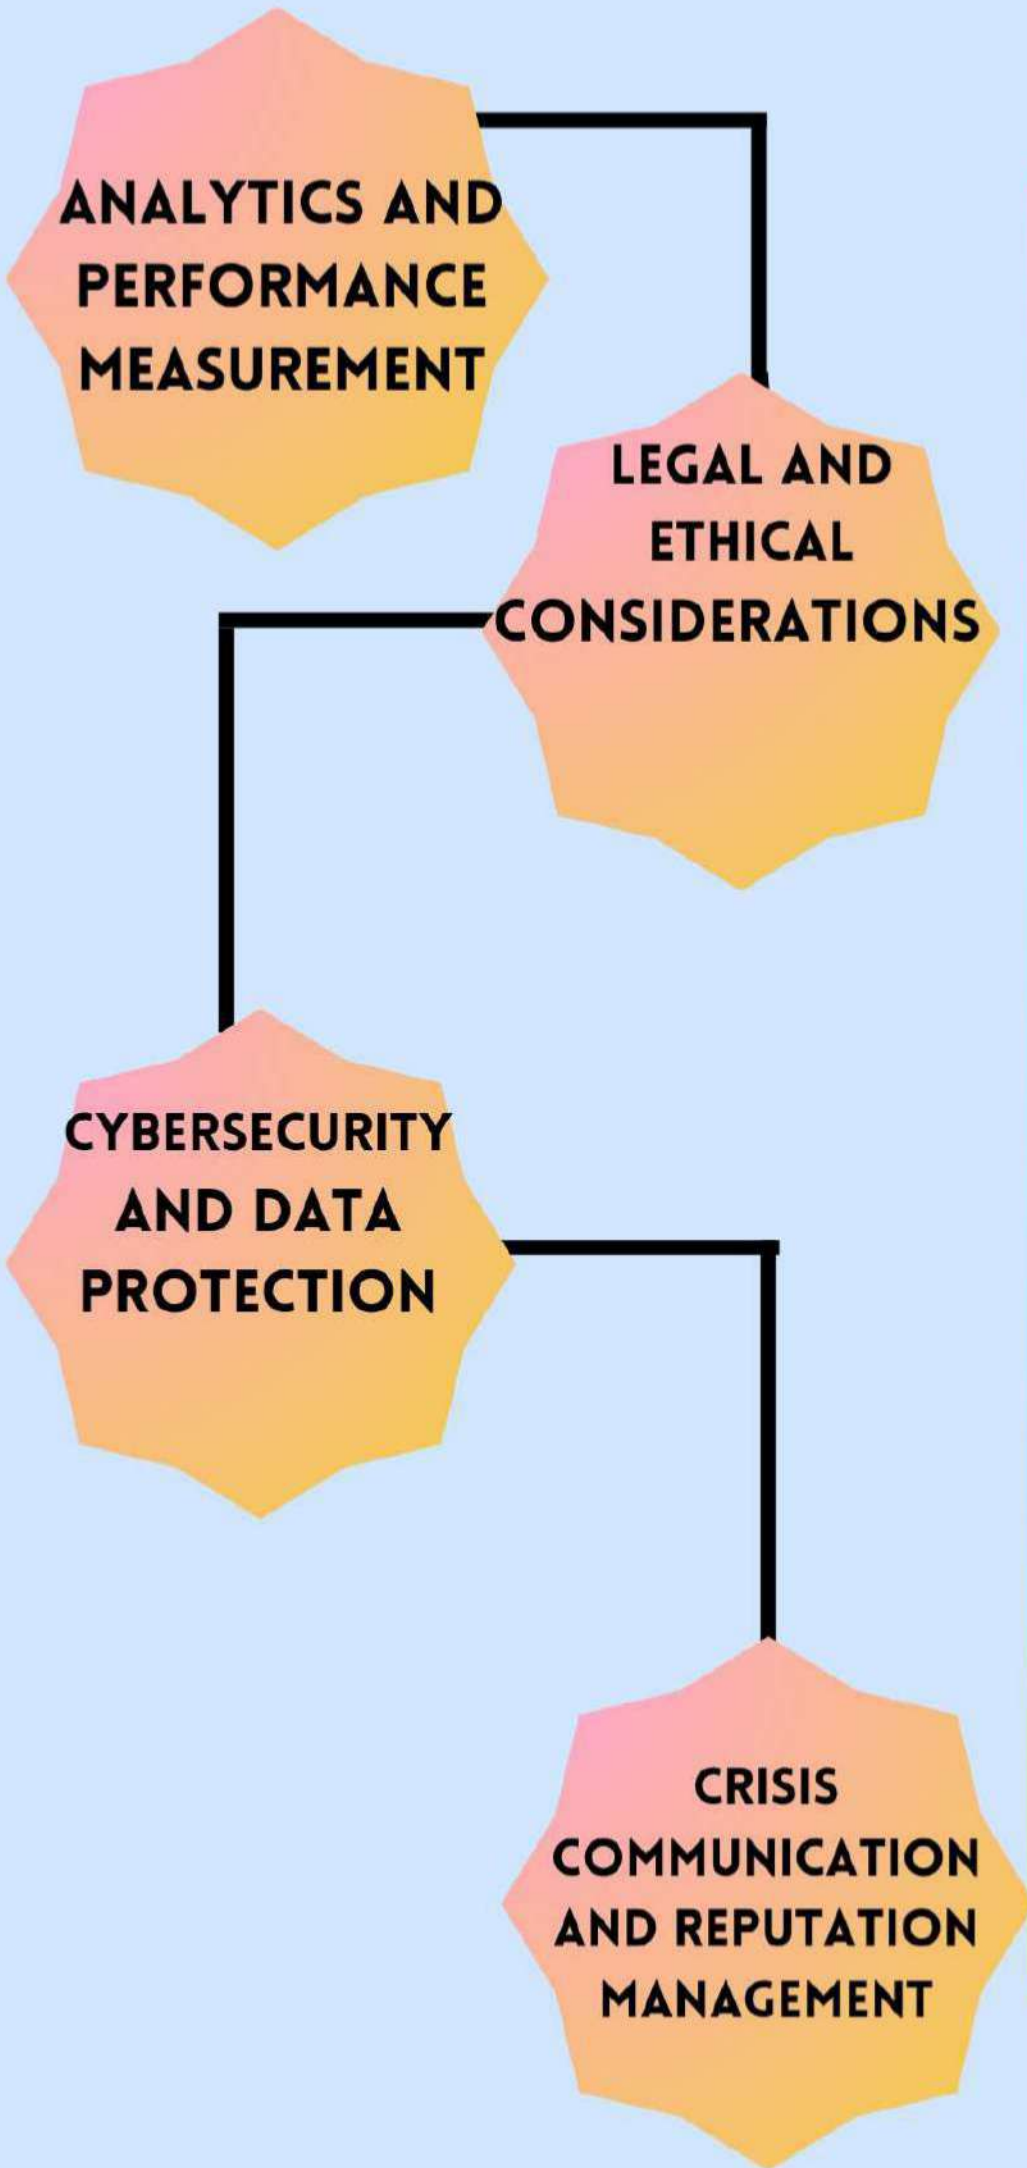 ANALYTICS AND
PERFORMANCE
MEASUREMENT
LEGAL AND
ETHICAL
CONSIDERATIONS
CYBERSECURITY
AND DATA
PROTECTION
CRISIS
COMMUNICATION
AND REPUTATION
MANAGEMENT